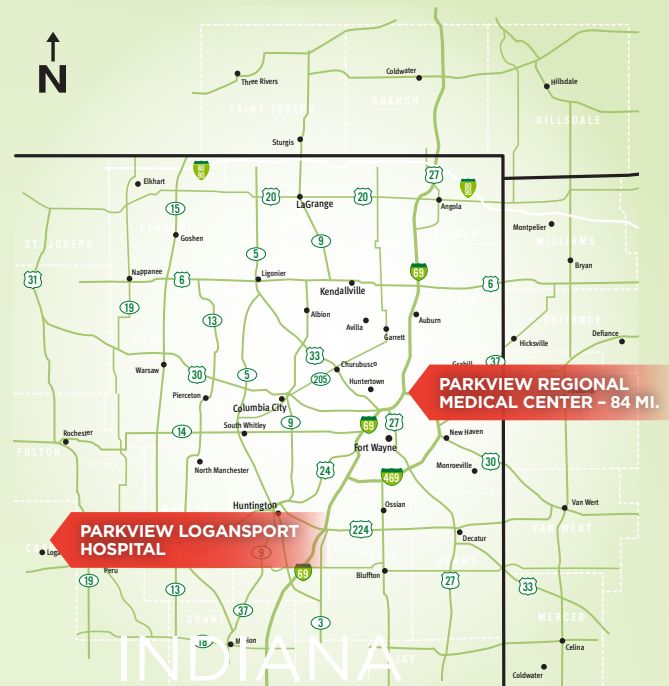 N
Three Rivers
Coldwater
Hillsdale
SAINT JOSEPH
BRANCH
HILLSDALE
Sturgis
80
90
27
80
90
Elkhart
20
20
LaGrange
Angola
15
Goshen
9
Montpelier
WILLIAMS
ST. JOSEPH
5
Bryan
31
Nappanee
6
Ligonier
69
6
Kendallville
19
13
Albion
Avilla
Auburn
Garrett
DEFIANCE
Defiance
Hicksville
33
Churubusco
37
Warsaw
30
5
205
Huntertown
PARKVIEW REGIONAL
MEDICAL CENTER – 84 MI.
Pierceton
Columbia City
9
69
27
14
South Whitley
New Haven
Rochester
Fort Wayne
FULTON
North Manchester
24
469
Monroeville
30
Huntington
Ossian
Van Wert
224
VAN WERT
PARKVIEW LOGANSPORT
HOSPITAL
9
Decatur
Peru
69
Bluffton
19
13
27
33
37
3
GRANT
MERCER
18
Marion
Celina
INDIANA
JAY
Coldwater